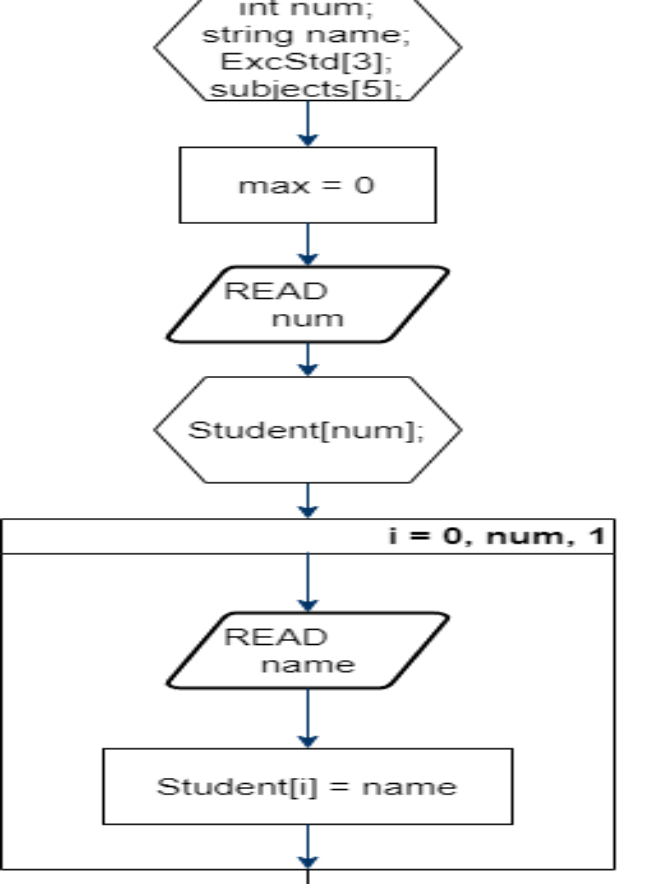 int num;
string name;
ExcStd[3];
subjects[5];
max = 0
READ
num
Student[num];
i = 0, num, 1
READ
name
Student[i] = name